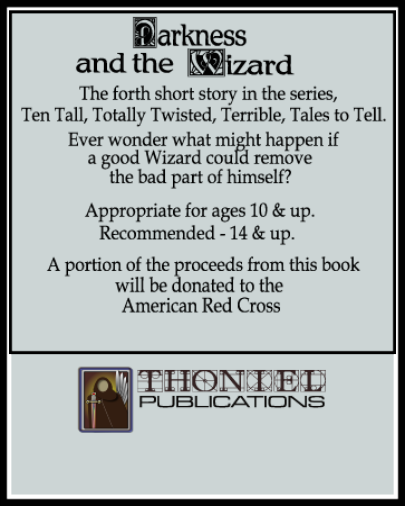 Darkness
and the Wizard
The forth short story in the series,
Ten Tall, Totally Twisted, Terrible, Tales to Tell.
Ever wonder what might happen if
a good Wizard could remove
the bad part of himself?
Appropriate for ages 10 & up.
Recommended - 14 & up.
A portion of the proceeds from this book
will be donated to the
American Red Cross
THONIEL
PUBLICATIONS